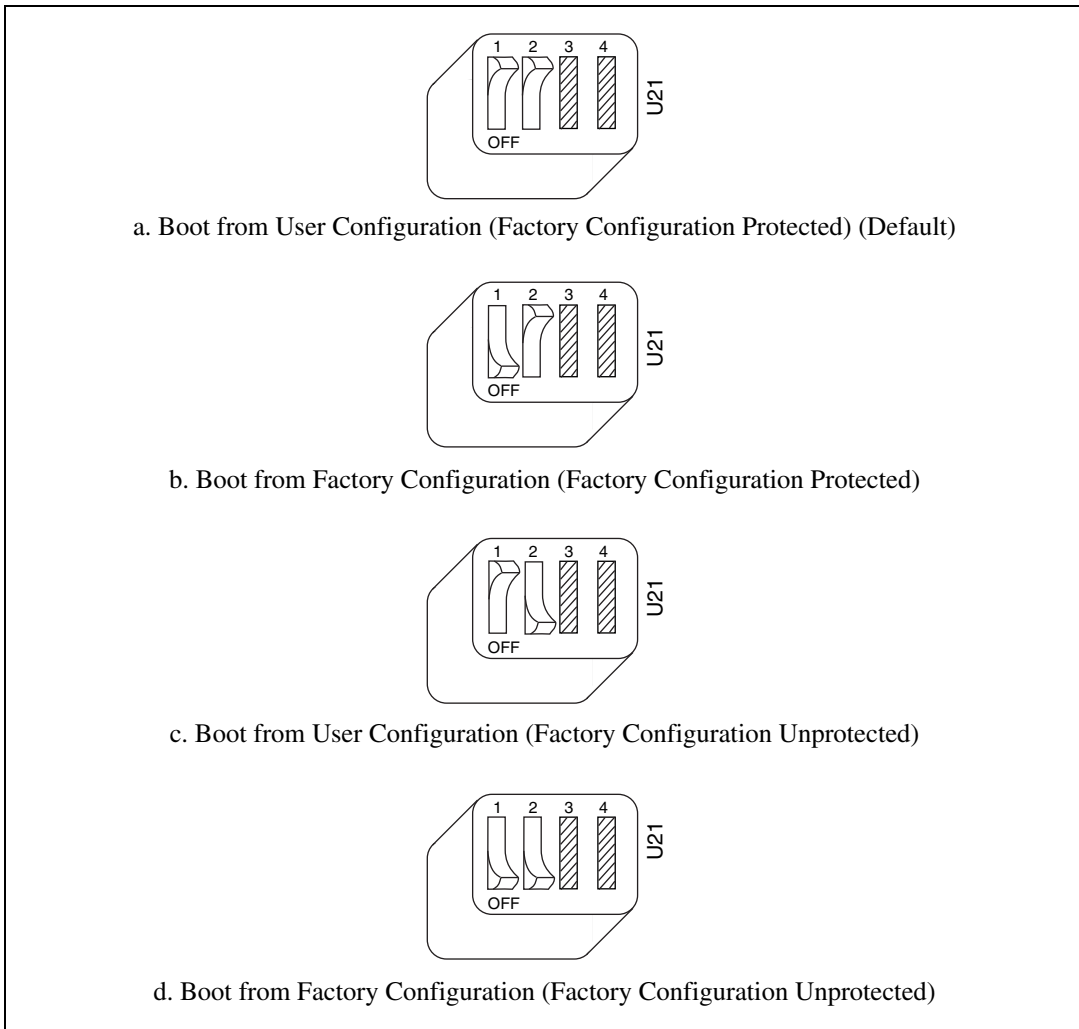 1 2 3 4
U21
OFF
a. Boot from User Configuration (Factory Configuration Protected) (Default)
1 2 3 4
U21
OFF
b. Boot from Factory Configuration (Factory Configuration Protected)
1 2 3 4
U21
OFF
c. Boot from User Configuration (Factory Configuration Unprotected)
1 2 3 4
U21
OFF
d. Boot from Factory Configuration (Factory Configuration Unprotected)